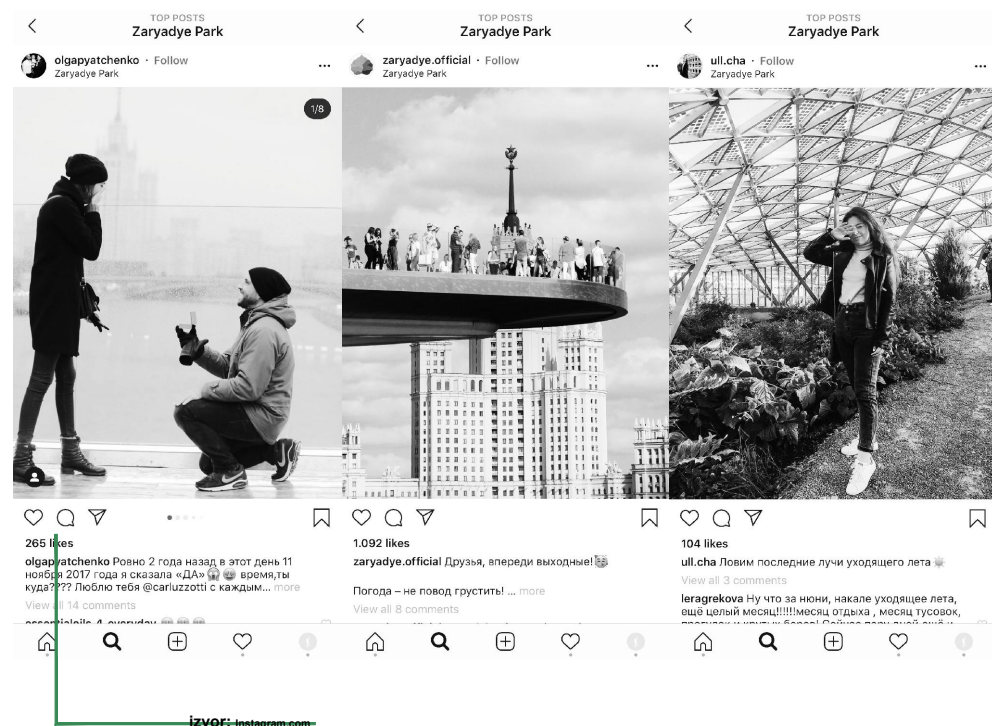 TOP POSTS
Zaryadye Park
olgapyatchenko · Follow
Zaryadye Park
1/8
265 likes
olgapyatchenko Ровно 2 года назад в этот день 11
ноября 2017 года я сказала «ДА» время,ты
куда???? Люблю тебя @carluzzotti с каждым... more
View all 14 comments
TOP POSTS
Zaryadye Park
zaryadye.official · Follow
Zaryadye Park
1.092 likes
zaryadye.official Друзья, впереди выходные!
Погода – не повод грустить! ... more
View all 8 comments
TOP POSTS
Zaryadye Park
ull.cha · Follow
Zaryadye Park
104 likes
ull.cha Ловим последние лучи уходящего лета
View all 3 comments
leragrekova Ну что за нюни, накале уходящее лета,
ещё целый месяц!!!!!!месяц отдыха , месяц тусовок,
izvor: Instagram.com